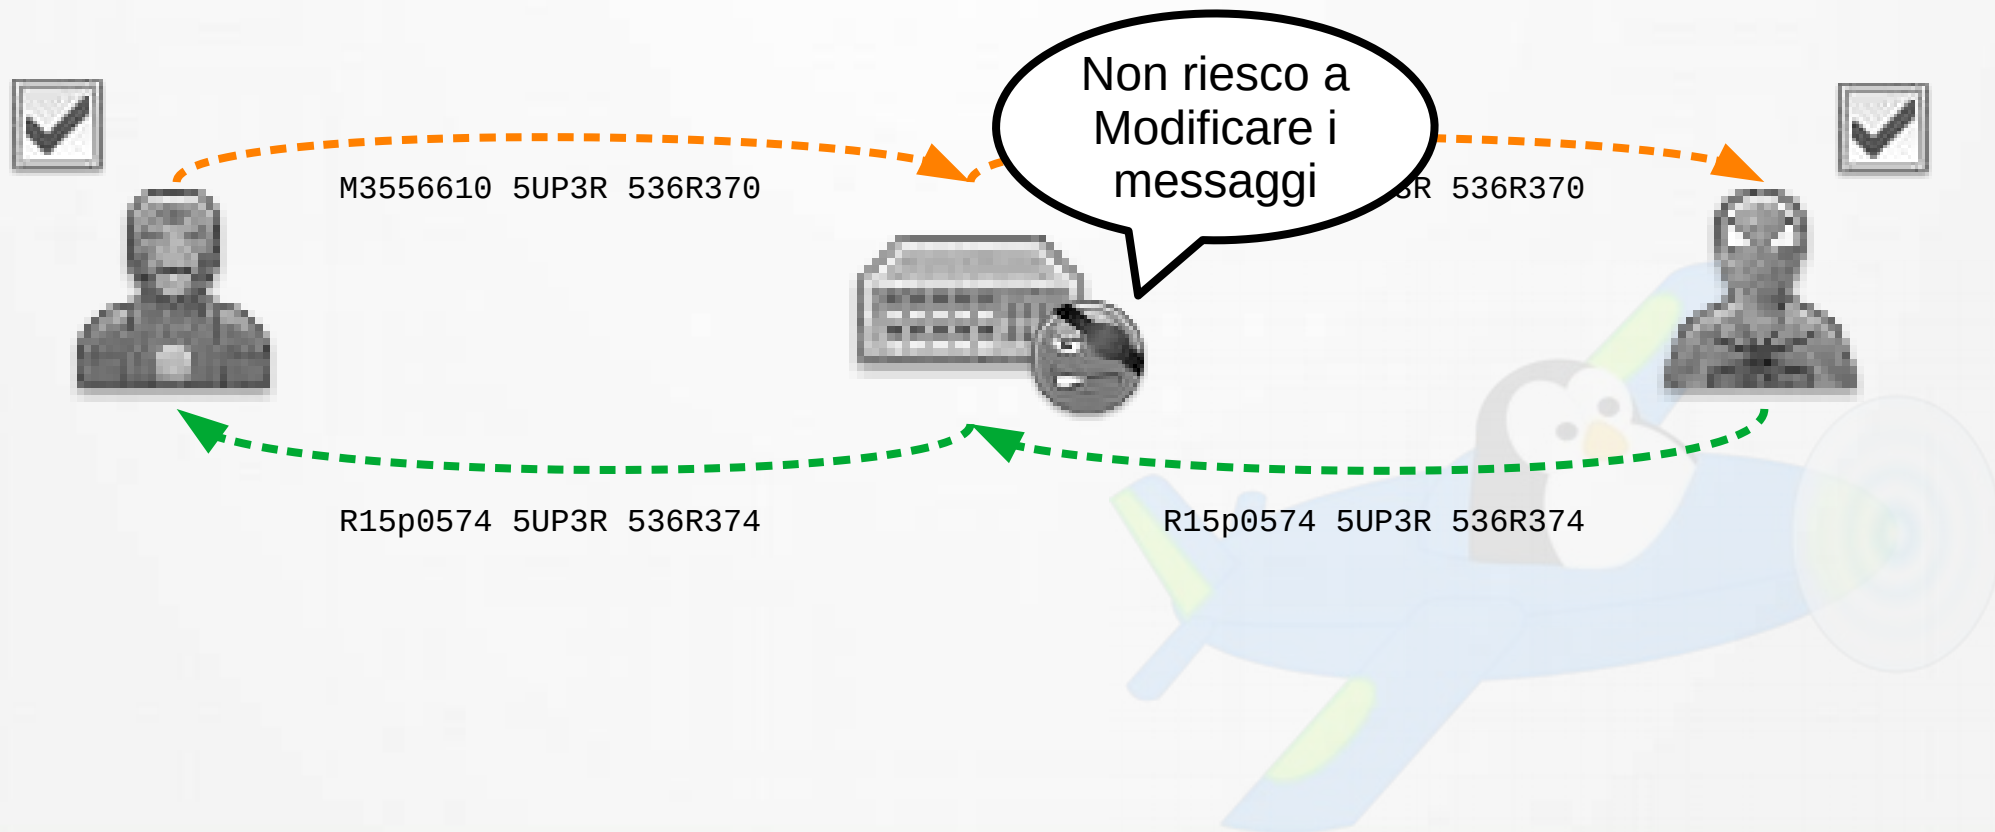 Non riesco a
Modificare i
messaggi
M3556610 5UP3R 536R370
536R370
R15p0574 5UP3R 536R374
R15p0574 5UP3R 536R374